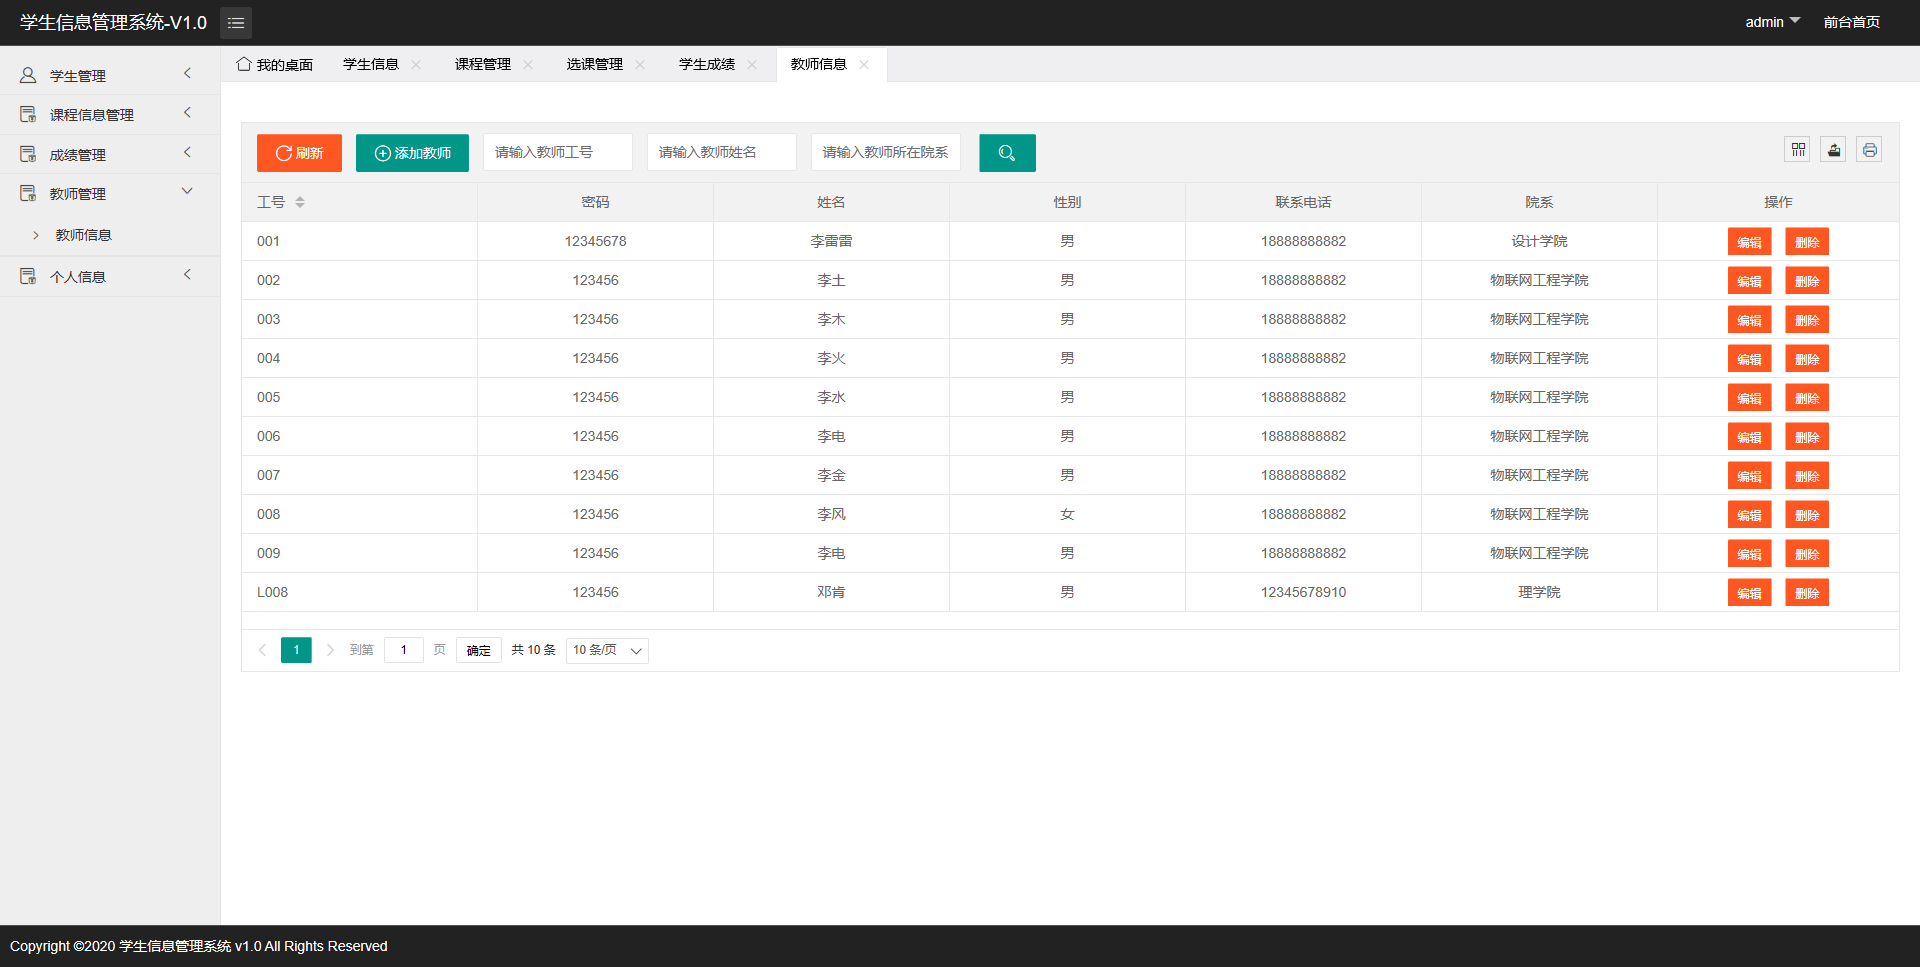 学生信息管理系统-V1.0
admin 前台首页
学生管理
课程信息管理
成绩管理
教师管理
教师信息
个人信息
我的桌面 学生信息 课程管理 选课管理 学生成绩 教师信息
刷新 添加教师 请输入教师工号 请输入教师姓名 请输入教师所在院系
工号 密码 姓名 性别 联系电话 院系 操作
001 12345678 李雷雷 男 18888888882 设计学院 编辑 删除
002 123456 李土 男 18888888882 物联网工程学院 编辑 删除
003 123456 李木 男 18888888882 物联网工程学院 编辑 删除
004 123456 李火 男 18888888882 物联网工程学院 编辑 删除
005 123456 李水 男 18888888882 物联网工程学院 编辑 删除
006 123456 李电 男 18888888882 物联网工程学院 编辑 删除
007 123456 李金 男 18888888882 物联网工程学院 编辑 删除
008 123456 李风 女 18888888882 物联网工程学院 编辑 删除
009 123456 李电 男 18888888882 物联网工程学院 编辑 删除
L008 123456 邓肯 男 12345678910 理学院 编辑 删除
1 到第 1 页 确定 共 10 条 10 条/页
Copyright ©2020 学生信息管理系统 v1.0 All Rights Reserved